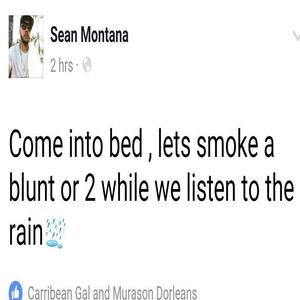 Sean Montana
2 hrs ·
Come into bed , lets smoke a
blunt or 2 while we listen to the
rain
Carribean Gal and Murason Dorleans